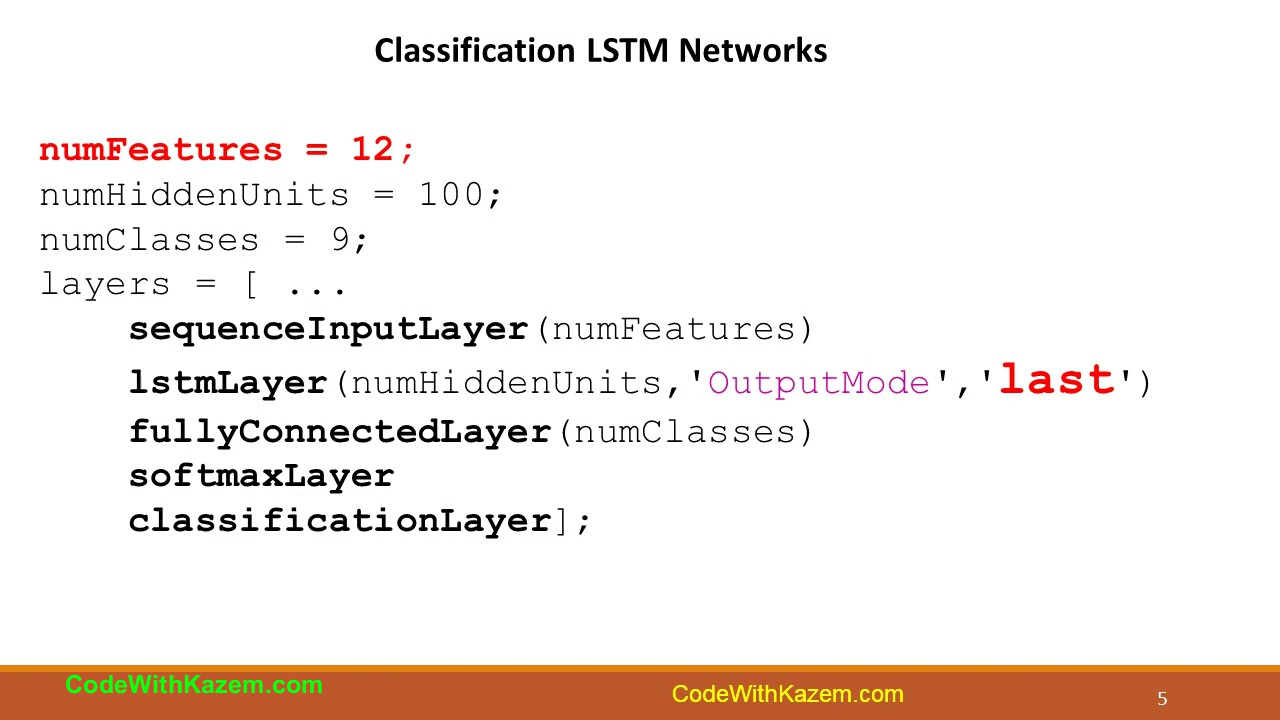 Classification LSTM Networks
numFeatures = 12;
numHiddenUnits = 100;
numClasses = 9;
layers = [ ...
sequenceInputLayer(numFeatures)
lstmLayer(numHiddenUnits,'OutputMode','last')
fullyConnectedLayer(numClasses)
softmaxLayer
classificationLayer];
CodeWithKazem.com
CodeWithKazem.com
5